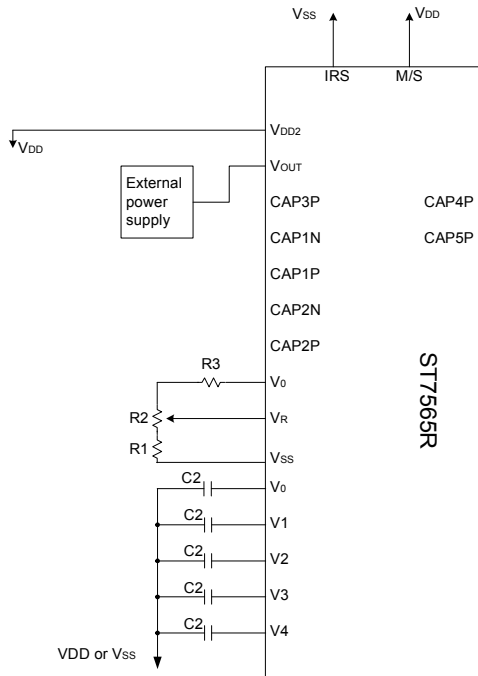 VSS VDD
IRS M/S
VDD2
VDD
VOUT
External
power
supply
CAP3P CAP4P
CAP1N CAP5P
CAP1P
CAP2N
CAP2P
ST7565R
R3 V0
R2 VR
R1
VSS
C2 V0
C2 V1
C2 V2
C2 V3
C2 V4
VDD or VSS